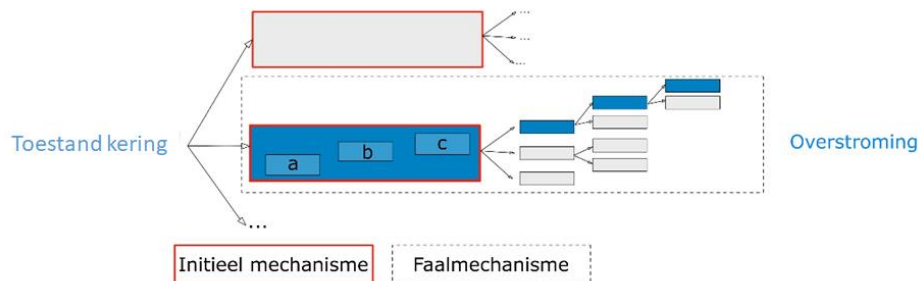 ...
...
...
Toestand kering
a
b
c
Overstroming
...
Initieel mechanisme
Faalmechanisme